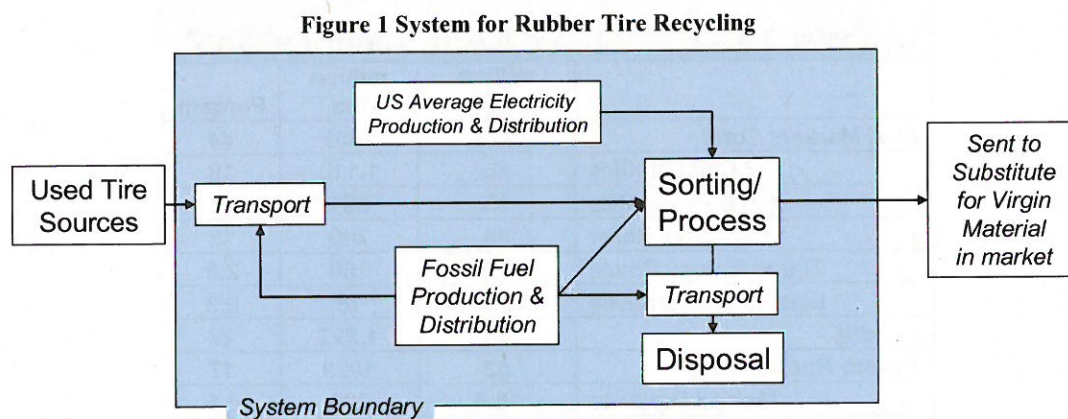 Figure 1 System for Rubber Tire Recycling
US Average Electricity
Production & Distribution
Used Tire
Sources
Transport
Sorting/
Process
Sent to
Substitute
for Virgin
Material
in market
Fossil Fuel
Production &
Distribution
Transport
Disposal
System Boundary